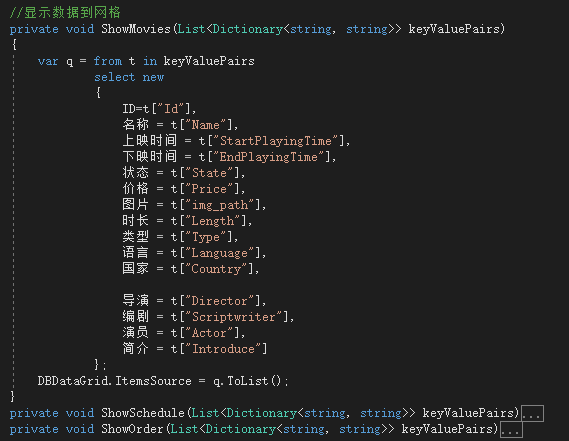 //显示数据到网格
private void ShowMovies(List<Dictionary<string, string>> keyValuePairs)
{
var q = from t in keyValuePairs
select new
{
ID=t["Id"],
名称 = t["Name"],
上映时间 = t["StartPlayingTime"],
下映时间 = t["EndPlayingTime"],
状态 = t["State"],
价格 = t["Price"],
图片 = t["img_path"],
时长 = t["Length"],
类型 = t["Type"],
语言 = t["Language"],
国家 = t["Country"],
导演 = t["Director"],
编剧 = t["Scriptwriter"],
演员 = t["Actor"],
简介 = t["Introduce"]
};
DBDataGrid.ItemsSource = q.ToList();
}
private void ShowSchedule(List<Dictionary<string, string>> keyValuePairs)...
private void ShowOrder(List<Dictionary<string, string>> keyValuePairs)...